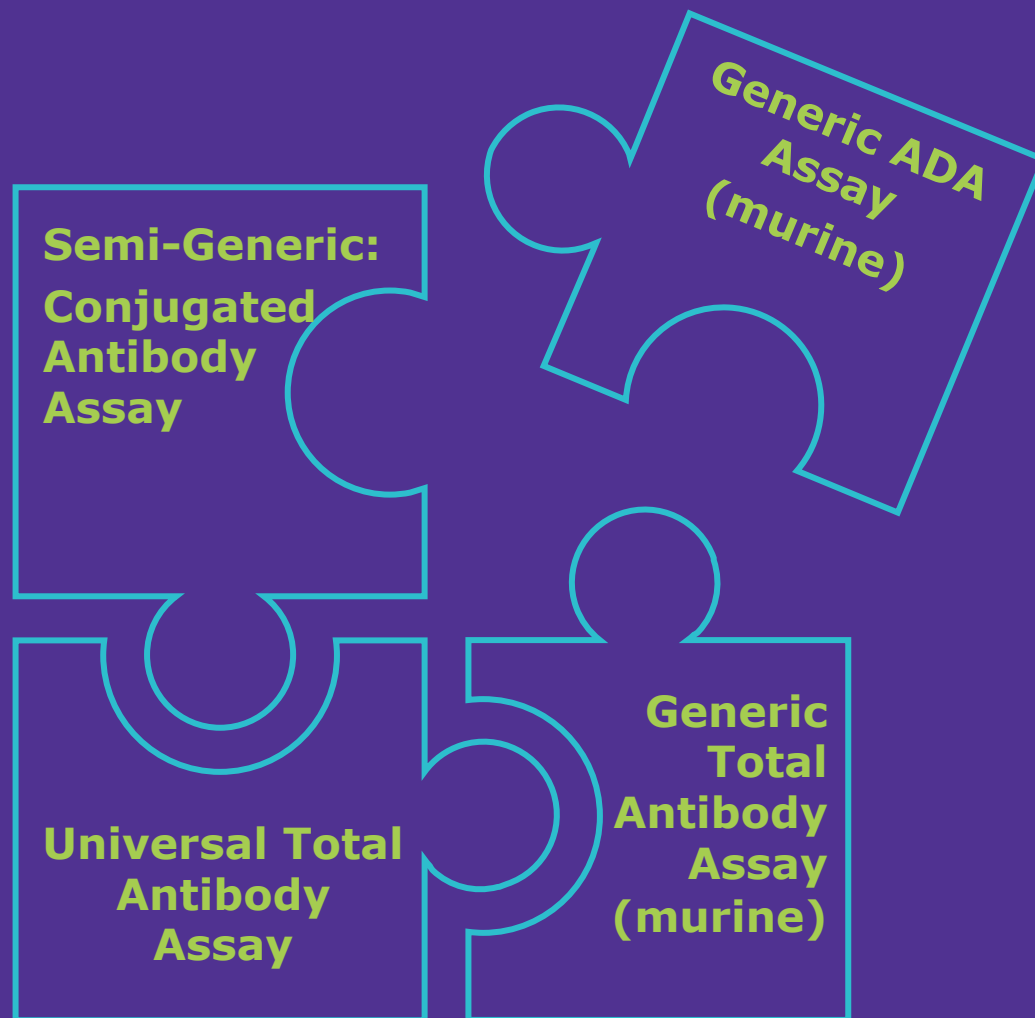 Generic ADA
Assay
(murine)
Semi-Generic:
Conjugated
Antibody
Assay
Universal Total
Antibody
Assay
Generic
Total
Antibody
Assay
(murine)